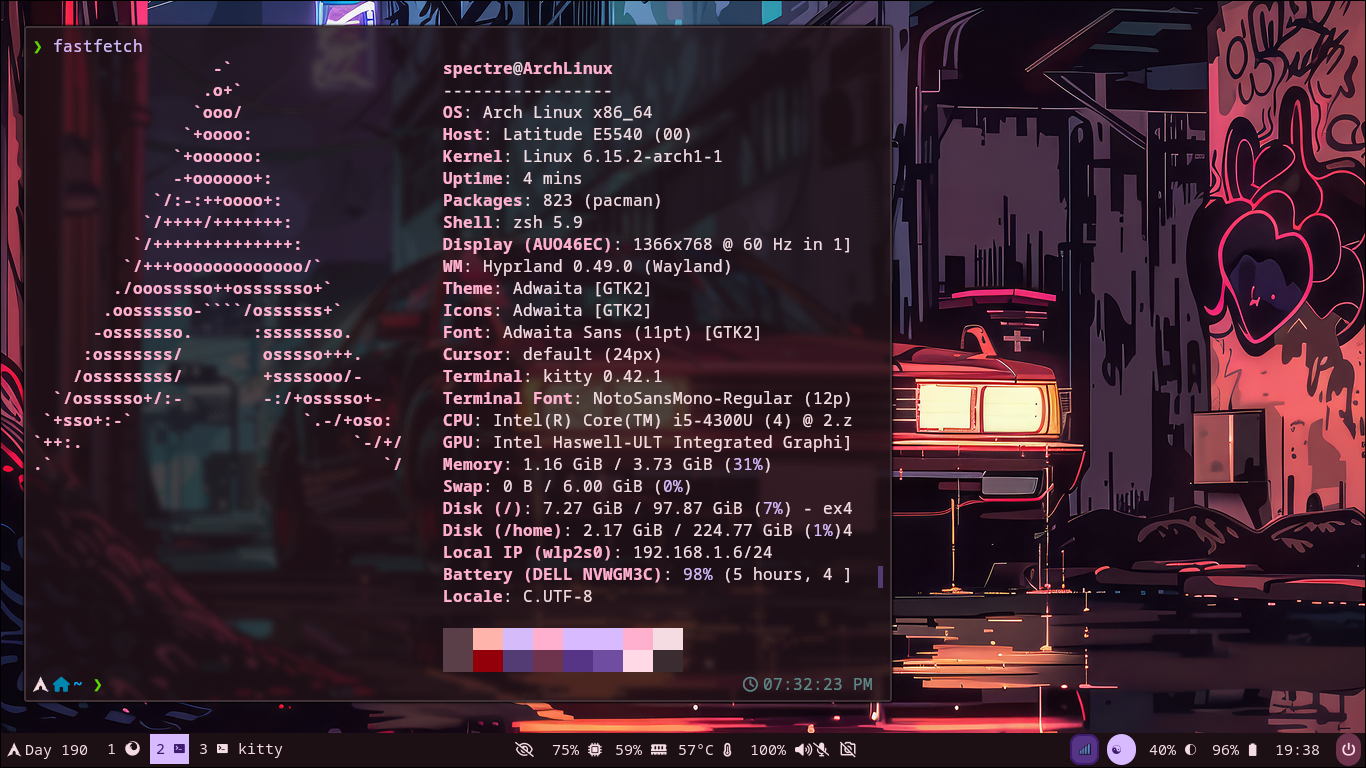 ❯ fastfetch
-`
.o+`
`ooo/
`+oooo:
`+oooooo:
-+oooooo+:
`/:-:++oooo+:
`/++++/+++++++:
`/++++++++++++++:
`/+++ooooooooooooo/`
./ooosssso++osssssso+`
.oossssso-````/ossssss+`
-osssssso.      :ssssssso.
:osssssss/        osssso+++.
/ossssssss/        +ssssooo/-
`/ossssso+/:-        -:/+osssso+-
`+sso+:-`                 `.-/+oso:
`++:.                           `-/+/
.`                                 `/
spectre@ArchLinux
-----------------
OS: Arch Linux x86_64
Host: Latitude E5540 (00)
Kernel: Linux 6.15.2-arch1-1
Uptime: 4 mins
Packages: 823 (pacman)
Shell: zsh 5.9
Display (AUO46EC): 1366x768 @ 60 Hz in 1]
WM: Hyprland 0.49.0 (Wayland)
Theme: Adwaita [GTK2]
Icons: Adwaita [GTK2]
Font: Adwaita Sans (11pt) [GTK2]
Cursor: default (24px)
Terminal: kitty 0.42.1
Terminal Font: NotoSansMono-Regular (12p)
CPU: Intel(R) Core(TM) i5-4300U (4) @ 2.z
GPU: Intel Haswell-ULT Integrated Graphi]
Memory: 1.16 GiB / 3.73 GiB (31%)
Swap: 0 B / 6.00 GiB (0%)
Disk (/): 7.27 GiB / 97.87 GiB (7%) - ex4
Disk (/home): 2.17 GiB / 224.77 GiB (1%)4
Local IP (wlp2s0): 192.168.1.6/24
Battery (DELL NVWGM3C): 98% (5 hours, 4 ]
Locale: C.UTF-8
~ ❯ 07:32:23 PM
Day 190 1 2 3 kitty 75% 59% 57°C 100% 40% 96% 19:38